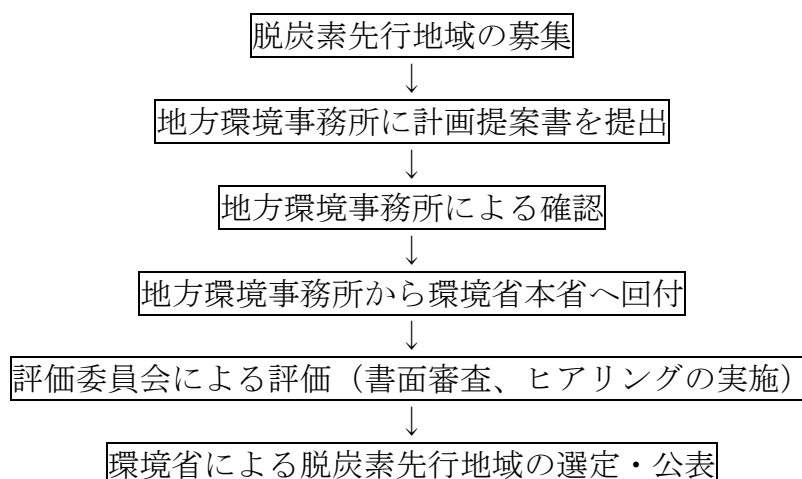 脱炭素先行地域の募集
↓
地方環境事務所に計画提案書を提出
↓
地方環境事務所による確認
↓
地方環境事務所から環境省本省へ回付
↓
評価委員会による評価（書面審査、ヒアリングの実施）
↓
環境省による脱炭素先行地域の選定・公表